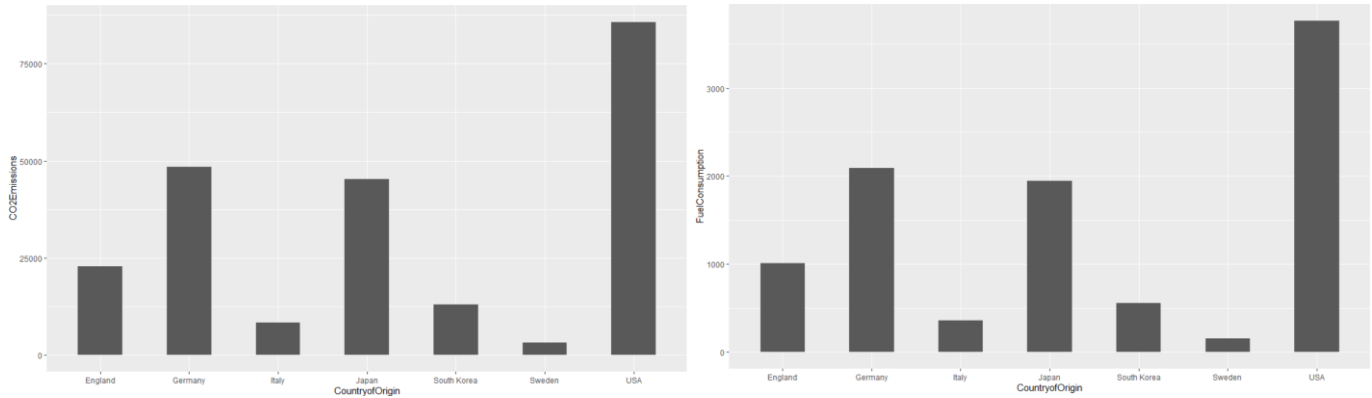 CO2Emissions
75000
50000
25000
0
England Germany Italy Japan South Korea Sweden USA
CountryofOrigin
FuelConsumption
3000
2000
1000
0
England Germany Italy Japan South Korea Sweden USA
CountryofOrigin